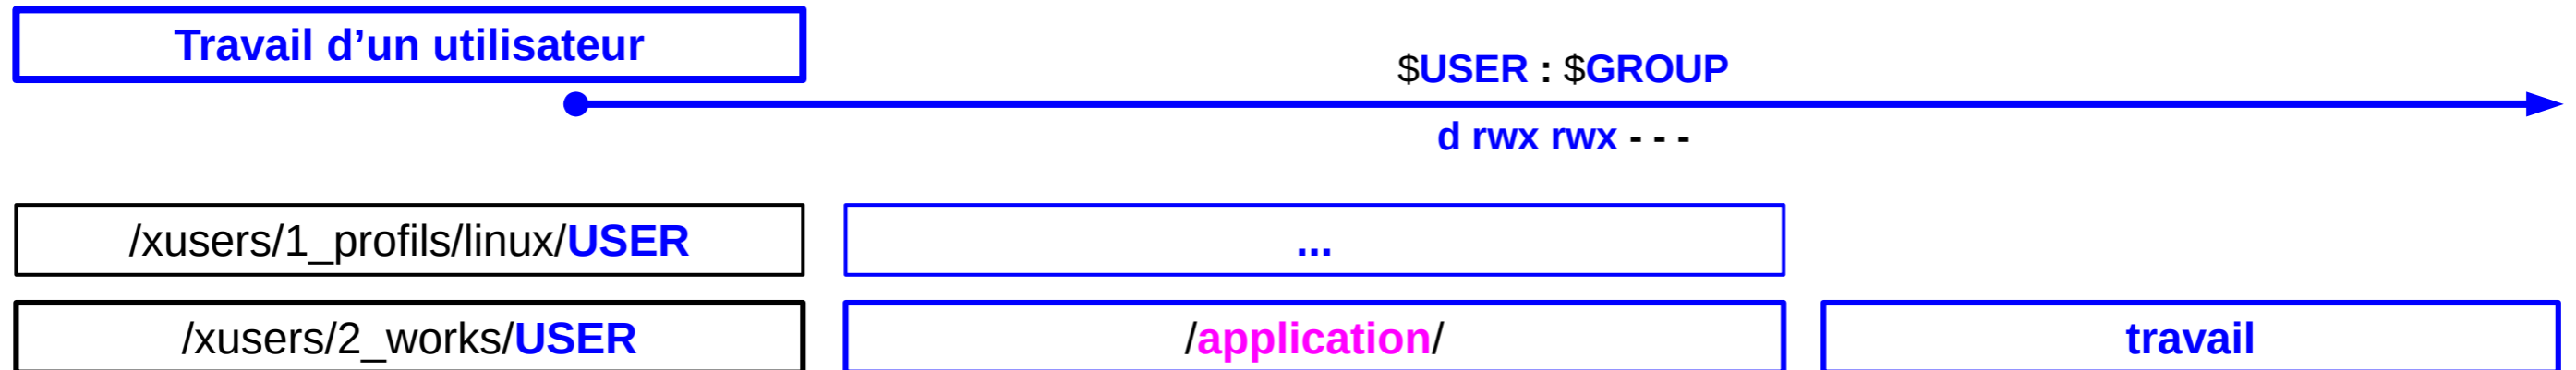 Travail d’un utilisateur
$USER : $GROUP
d rwx rwx - - -
/xusers/1_profils/linux/USER
...
/xusers/2_works/USER
/application/
travail